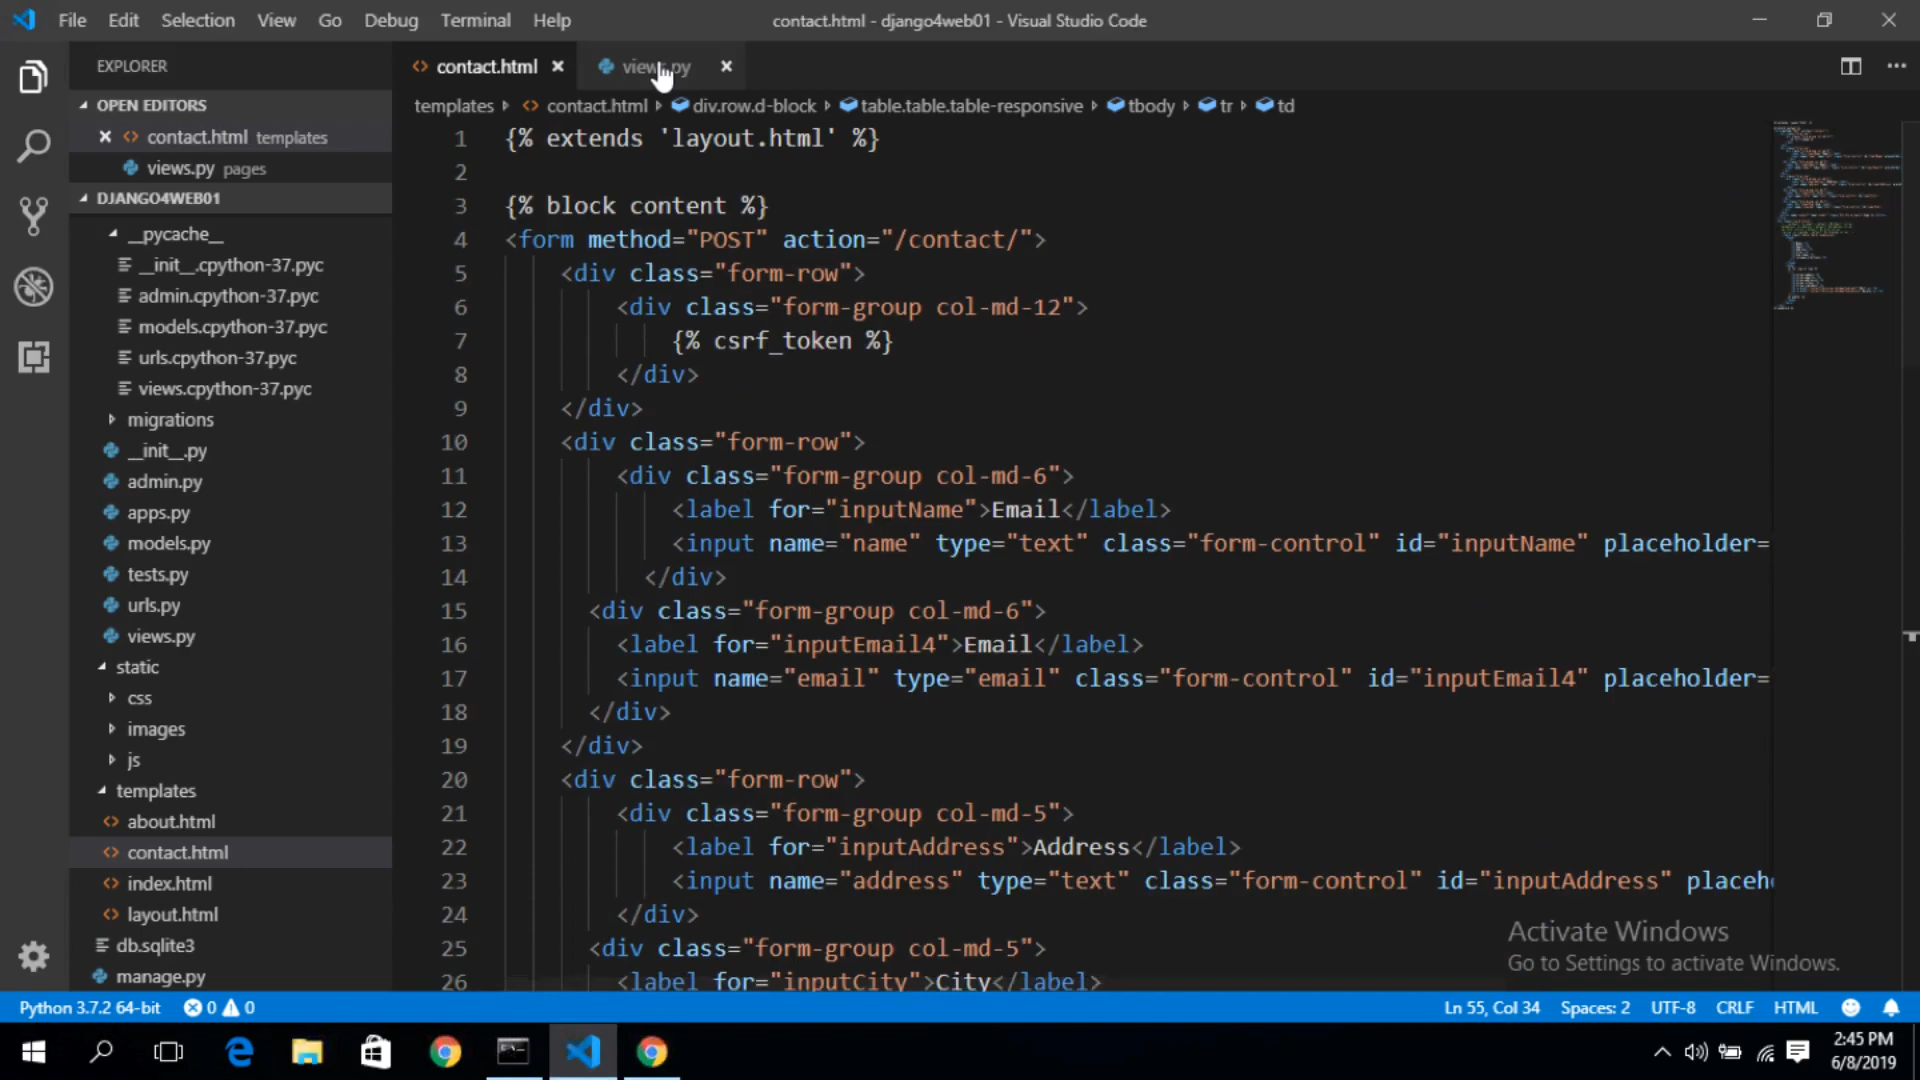 File Edit Selection View Go Debug Terminal Help
contact.html - django4web01 - Visual Studio Code
EXPLORER
OPEN EDITORS
contact.html templates
views.py pages
DJANGO4WEB01
__pycache__
__init__.cpython-37.pyc
admin.cpython-37.pyc
models.cpython-37.pyc
urls.cpython-37.pyc
views.cpython-37.pyc
migrations
__init__.py
admin.py
apps.py
models.py
tests.py
urls.py
views.py
static
css
images
js
templates
about.html
contact.html
index.html
layout.html
db.sqlite3
manage.py
contact.html views.py
templates contact.html div.row.d-block table.table.table-responsive tbody tr td
1 {% extends 'layout.html' %}
2
3 {% block content %}
4 <form method="POST" action="/contact/">
5 <div class="form-row">
6 <div class="form-group col-md-12">
7 {% csrf_token %}
8 </div>
9 </div>
10 <div class="form-row">
11 <div class="form-group col-md-6">
12 <label for="inputName">Email</label>
13 <input name="name" type="text" class="form-control" id="inputName" placeholder=
14 </div>
15 <div class="form-group col-md-6">
16 <label for="inputEmail4">Email</label>
17 <input name="email" type="email" class="form-control" id="inputEmail4" placeholder=
18 </div>
19 </div>
20 <div class="form-row">
21 <div class="form-group col-md-5">
22 <label for="inputAddress">Address</label>
23 <input name="address" type="text" class="form-control" id="inputAddress" placeh
24 </div>
25 <div class="form-group col-md-5">
26 <label for="inputCity">City</label>
Activate Windows
Go to Settings to activate Windows.
Python 3.7.2 64-bit 0 0 Ln 55, Col 34 Spaces: 2 UTF-8 CRLF HTML
2:45 PM
6/8/2019